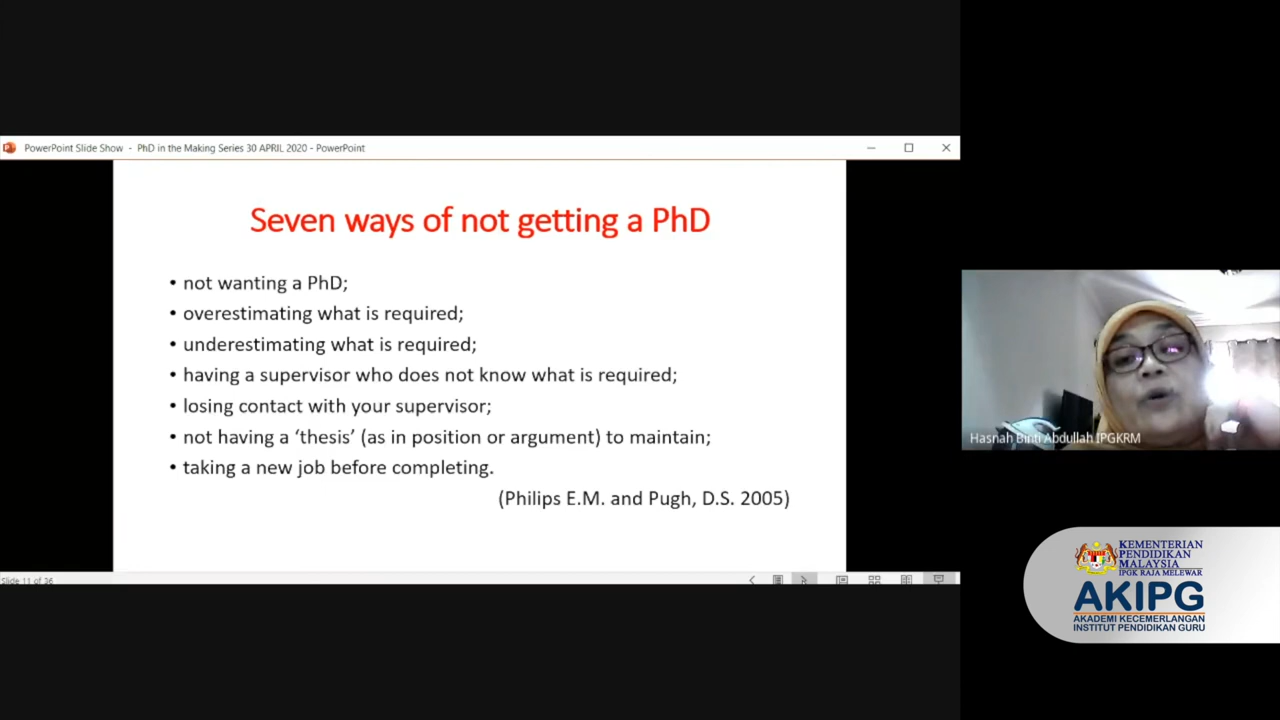 PowerPoint Slide Show - PhD in the Making Series 30 APRIL 2020 - PowerPoint
Seven ways of not getting a PhD
• not wanting a PhD;
• overestimating what is required;
• underestimating what is required;
• having a supervisor who does not know what is required;
• losing contact with your supervisor;
• not having a ‘thesis’ (as in position or argument) to maintain;
• taking a new job before completing.
(Philips E.M. and Pugh, D.S. 2005)
Slide 11 of 36
Hasnah Binti Abdullah IPGKRM
KEMENTERIAN
PENDIDIKAN
MALAYSIA
IPGK RAJA MELEWAR
AKIPG
AKADEMI KECEMERLANGAN
INSTITUT PENDIDIKAN GURU